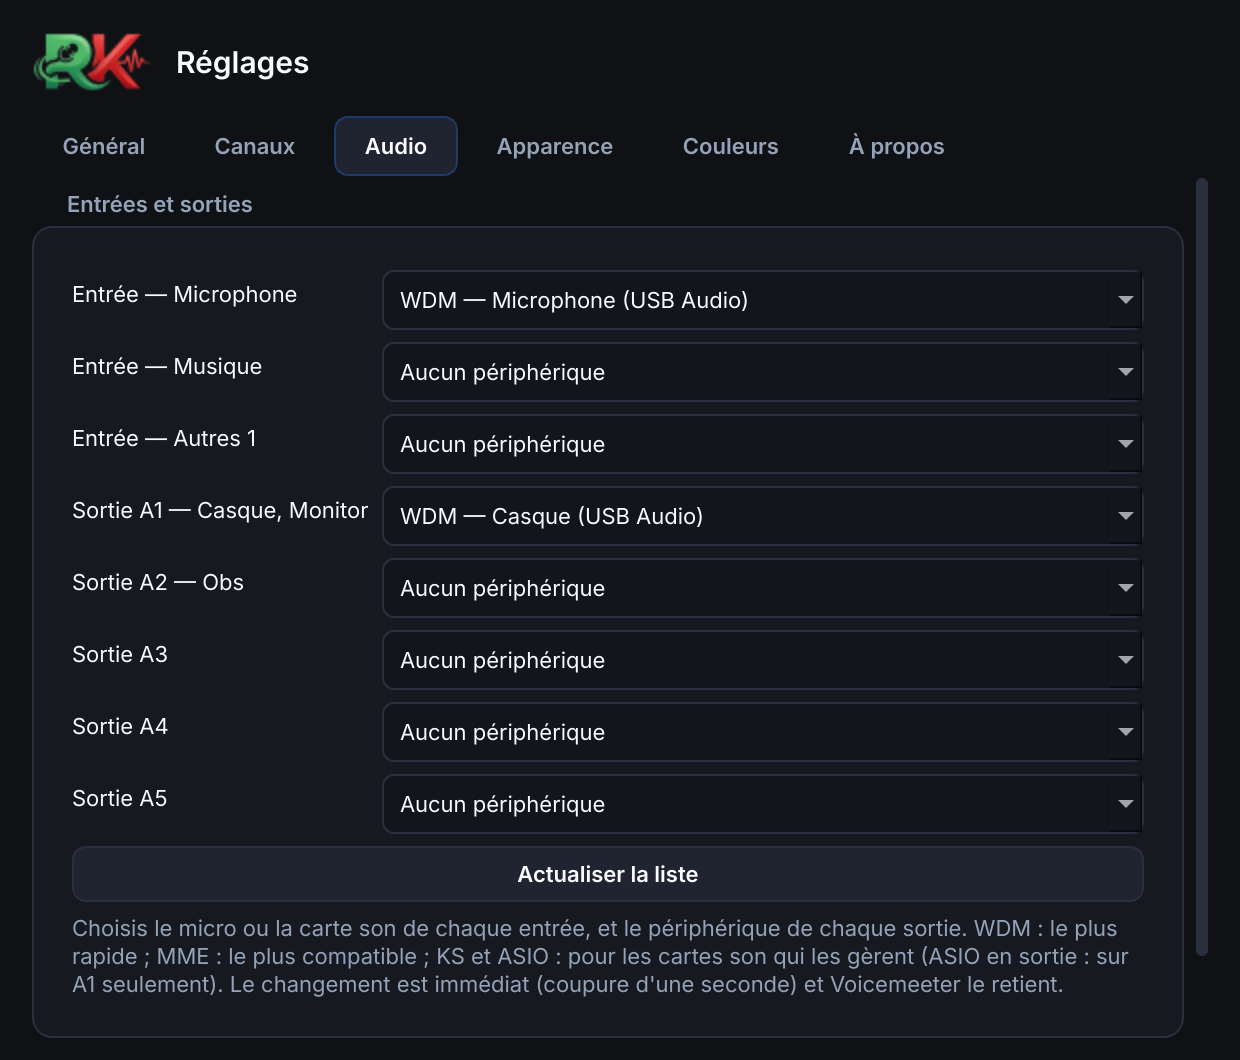 RK
Réglages
Général
Canaux
Audio
Apparence
Couleurs
À propos
Entrées et sorties
Entrée — Microphone
WDM — Microphone (USB Audio)
Entrée — Musique
Aucun périphérique
Entrée — Autres 1
Aucun périphérique
Sortie A1 — Casque, Monitor
WDM — Casque (USB Audio)
Sortie A2 — Obs
Aucun périphérique
Sortie A3
Aucun périphérique
Sortie A4
Aucun périphérique
Sortie A5
Aucun périphérique
Actualiser la liste
Choisis le micro ou la carte son de chaque entrée, et le périphérique de chaque sortie. WDM : le plus
rapide ; MME : le plus compatible ; KS et ASIO : pour les cartes son qui les gèrent (ASIO en sortie : sur
A1 seulement). Le changement est immédiat (coupure d'une seconde) et Voicemeeter le retient.